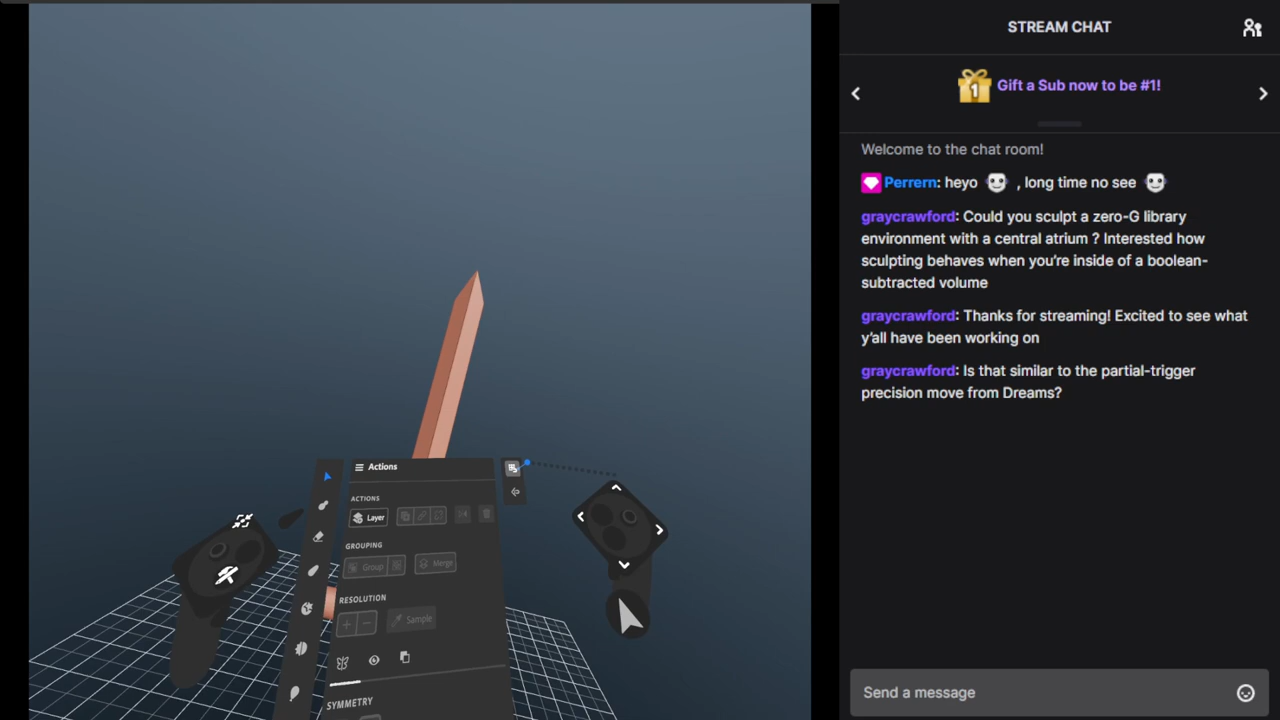 Actions
ACTIONS
Layer
GROUPING
Group
Merge
RESOLUTION
Sample
SYMMETRY
STREAM CHAT
1
Gift a Sub now to be #1!
Welcome to the chat room!
Perrern: heyo , long time no see
graycrawford: Could you sculpt a zero-G library
environment with a central atrium ? Interested how
sculpting behaves when you're inside of a boolean-
subtracted volume
graycrawford: Thanks for streaming! Excited to see what
y'all have been working on
graycrawford: Is that similar to the partial-trigger
precision move from Dreams?
Send a message